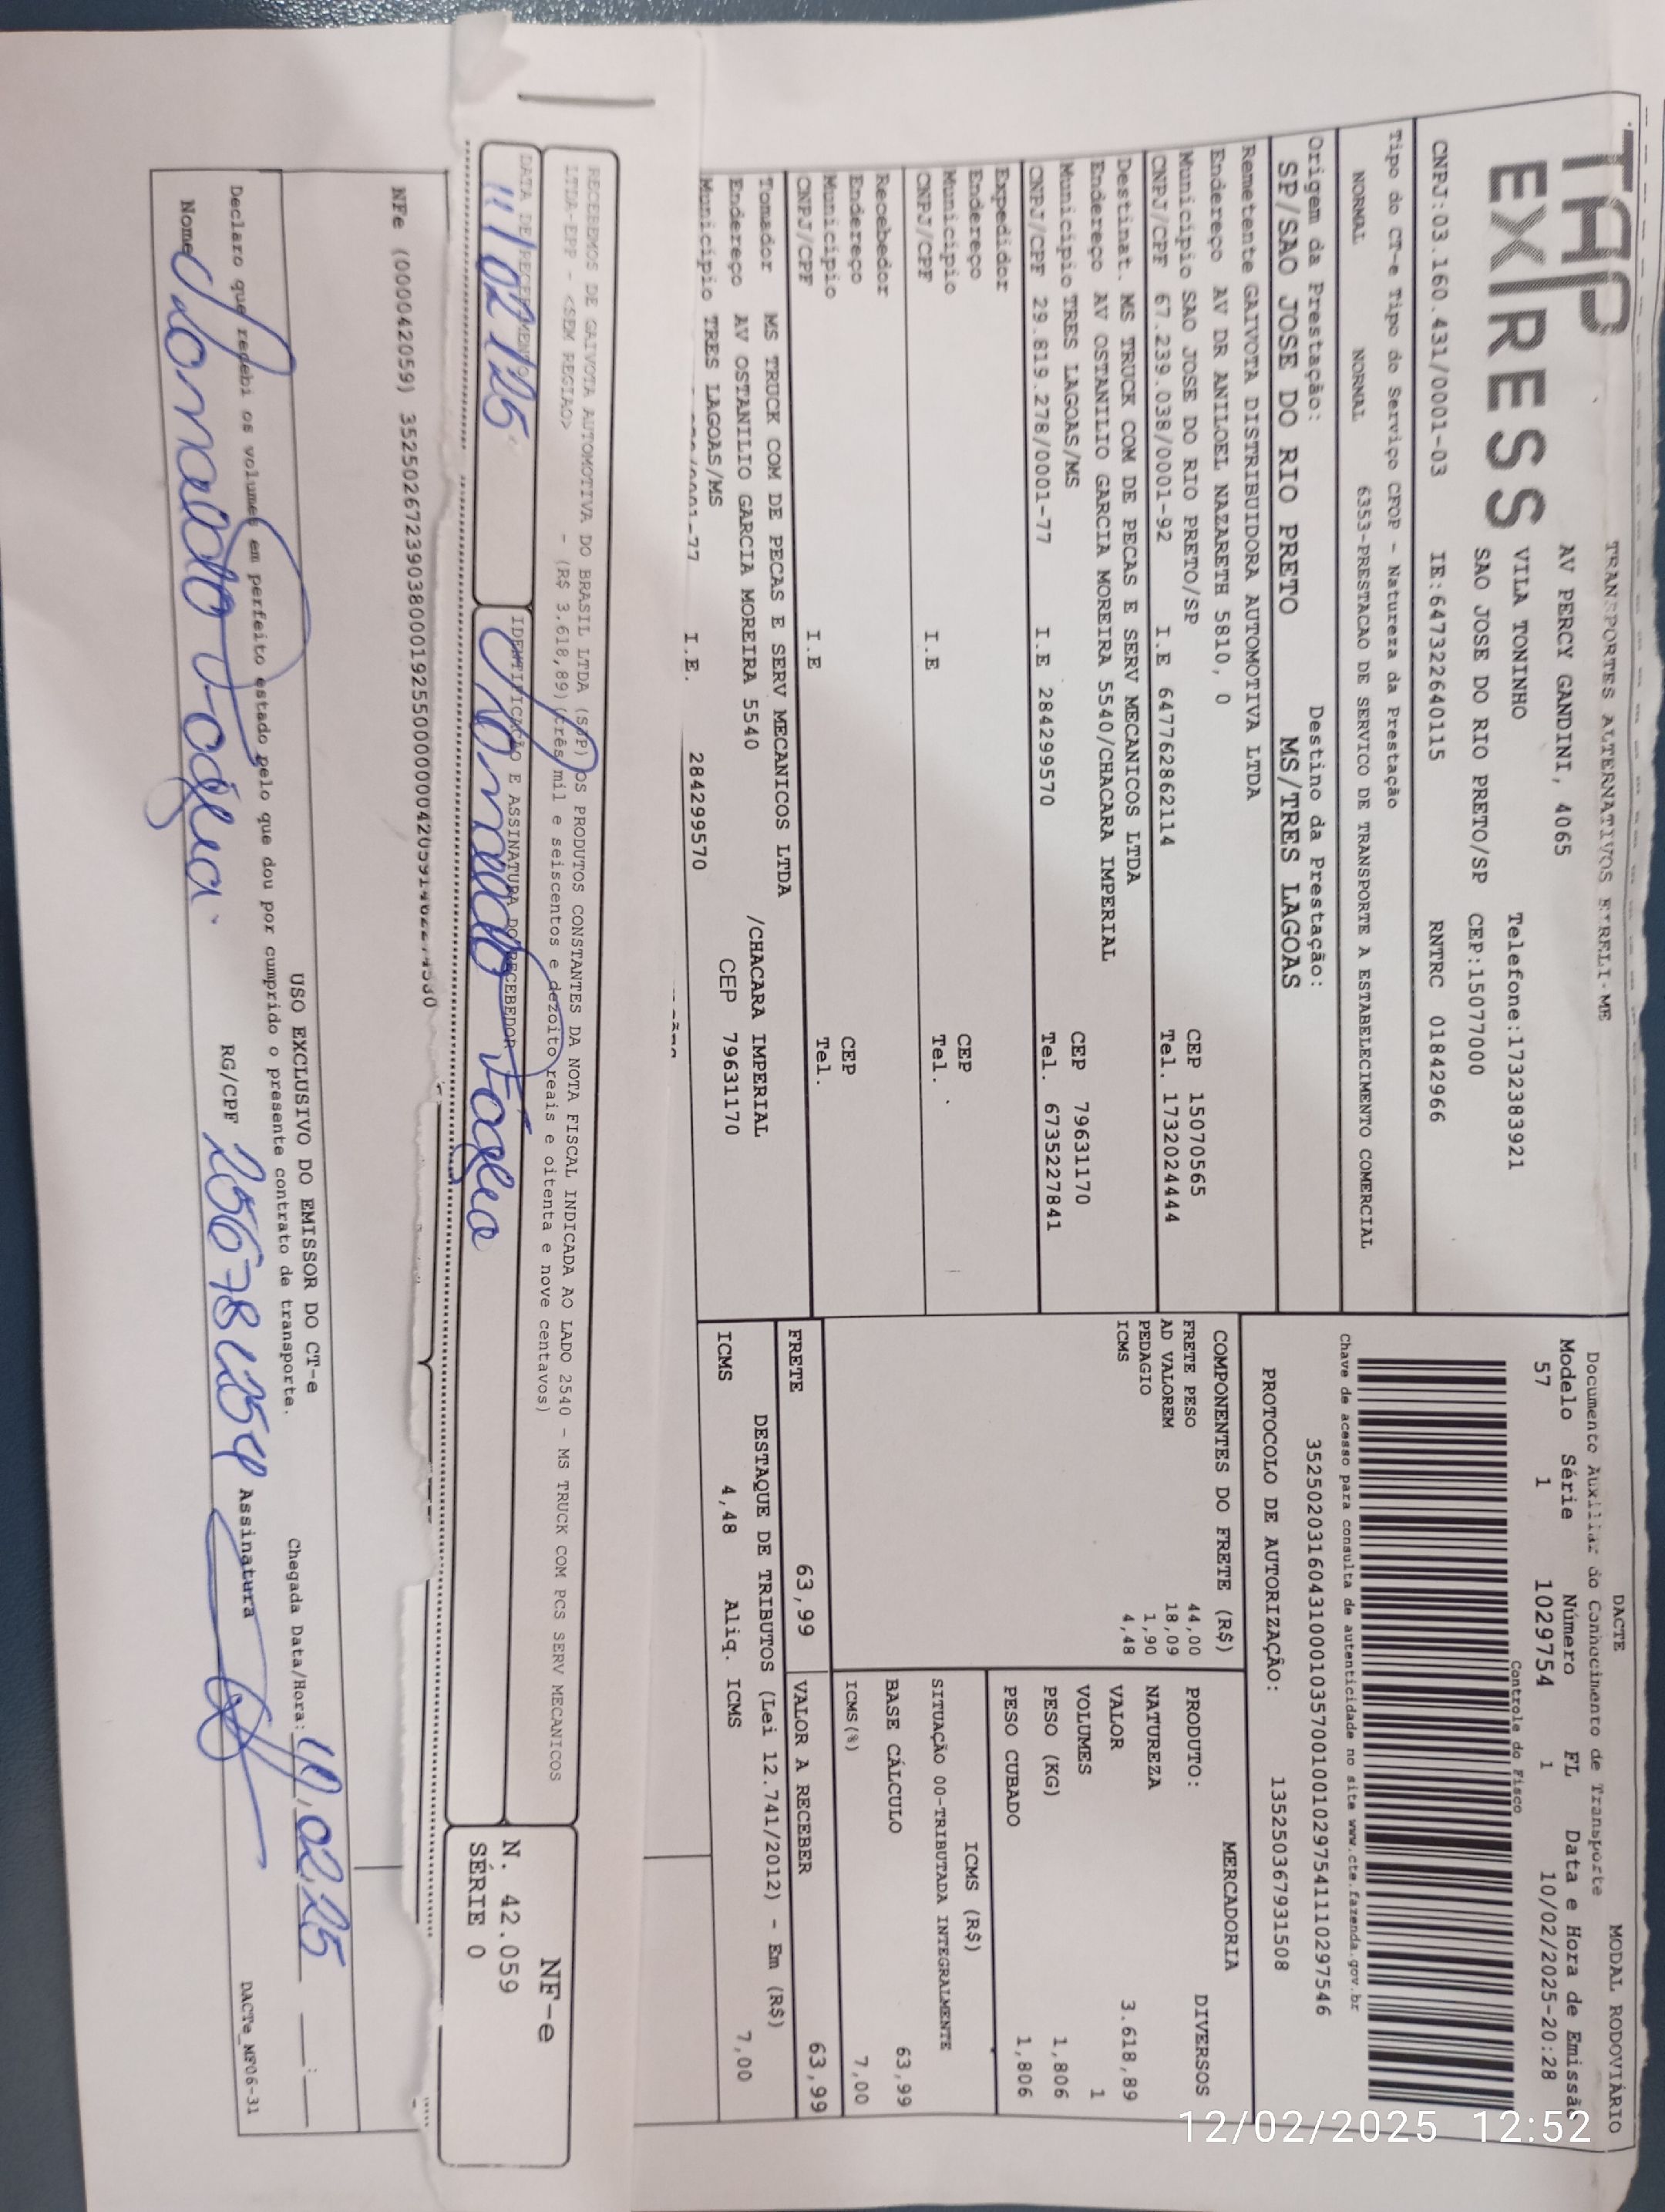 TAP
EXPRESS
TRANSPORTES ALTERNATIVOS EIRELI-ME
AV PERCY GANDINI, 4065
VILA TONINHO Telefone:1732383921
SAO JOSE DO RIO PRETO/SP CEP:15077000
CNPJ:03.160.431/0001-03 IE:647322640115 RNTRC 01842966
Tipo do CT-e Tipo do Serviço CFOP - Natureza da Prestação
NORMAL NORMAL 6353-PRESTACAO DE SERVICO DE TRANSPORTE A ESTABELECIMENTO COMERCIAL
Origem da Prestação: Destino da Prestação:
SP/SAO JOSE DO RIO PRETO MS/TRES LAGOAS
DACTE MODAL RODOVIÁRIO
Documento Auxiliar do Conhecimento de Transporte
Modelo Série Número FL Data e Hora de Emissão
57 1 1029754 1 10/02/2025-20:28
Controle do Fisco
Chave de acesso para consulta de autenticidade no site www.cte.fazenda.gov.br
35250203160431000103570010010297541110297546
PROTOCOLO DE AUTORIZAÇÃO: 135250367931508
Remetente GAIVOTA DISTRIBUIDORA AUTOMOTIVA LTDA
Endereço AV DR ANILOEL NAZARETH 5810, 0
Município SAO JOSE DO RIO PRETO/SP CEP 15070565
CNPJ/CPF 67.239.038/0001-92 I.E 647762862114 Tel. 1732024444
Destinat. MS TRUCK COM DE PECAS E SERV MECANICOS LTDA
Endereço AV OSTANILIO GARCIA MOREIRA 5540/CHACARA IMPERIAL
Município TRES LAGOAS/MS CEP 79631170
CNPJ/CPF 29.819.278/0001-77 I.E 284299570 Tel. 6735227841
Expedidor
Endereço
Município CEP
CNPJ/CPF I.E Tel.
Recebedor
Endereço
Município CEP
CNPJ/CPF I.E Tel.
Tomador MS TRUCK COM DE PECAS E SERV MECANICOS LTDA
Endereço AV OSTANILIO GARCIA MOREIRA 5540 /CHACARA IMPERIAL
Município TRES LAGOAS/MS CEP 79631170
0001-77 I.E. 284299570
COMPONENTES DO FRETE (R$)
FRETE PESO 44,00
AD VALOREM 18,09
PEDAGIO 1,90
ICMS 4,48
MERCADORIA
PRODUTO: DIVERSOS
NATUREZA
VALOR 3.618,89
VOLUMES 1
PESO (KG) 1,806
PESO CUBADO 1,806
ICMS (R$)
SITUAÇÃO 00-TRIBUTADA INTEGRALMENTE
BASE CÁLCULO 63,99
ICMS(%) 7,00
FRETE 63,99 VALOR A RECEBER 63,99
DESTAQUE DE TRIBUTOS (Lei 12.741/2012) - Em (R$)
ICMS 4,48 Aliq. ICMS 7,00
RECEBEMOS DE GAIVOTA AUTOMOTIVA DO BRASIL LTDA (SJP) OS PRODUTOS CONSTANTES DA NOTA FISCAL INDICADA AO LADO 2540 - MS TRUCK COM PCS SERV MECANICOS
LTDA-EPP - <SEM REGIAO> - (R$ 3.618,89) (três mil e seiscentos e dezoito reais e oitenta e nove centavos)
DATA DE RECEBIMENTO IDENTIFICAÇÃO E ASSINATURA DO RECEBEDOR
11/02/25
NF-e
N. 42.059
SÉRIE 0
NFe (000042059)
USO EXCLUSIVO DO EMISSOR DO CT-e
Declaro que recebi os volumes em perfeito estado pelo que dou por cumprido o presente contrato de transporte.
Chegada Data/Hora: 11/02/25 __:__
Nome RG/CPF Assinatura
DACTe_MF06-31
12/02/2025 12:52